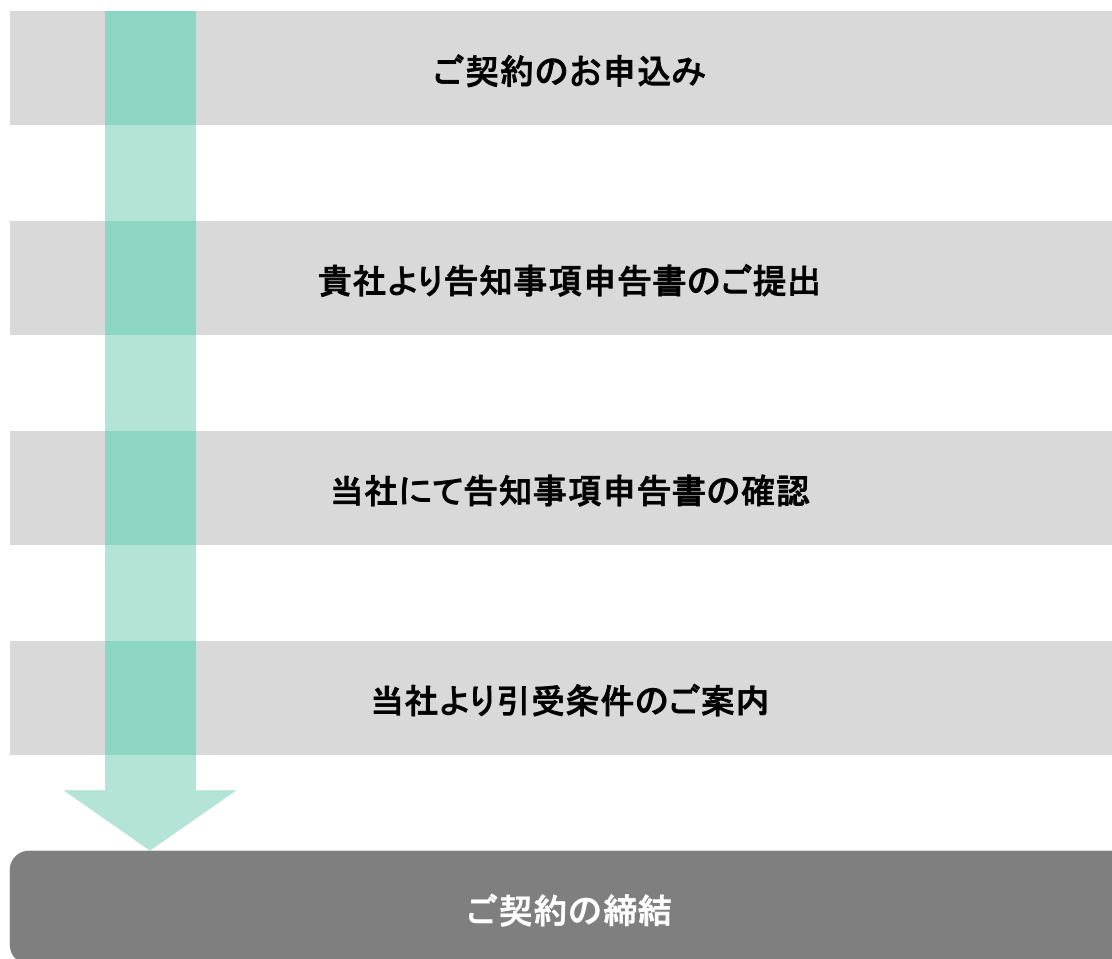 ご契約のお申込み
貴社より告知事項申告書のご提出
当社にて告知事項申告書の確認
当社より引受条件のご案内
ご契約の締結